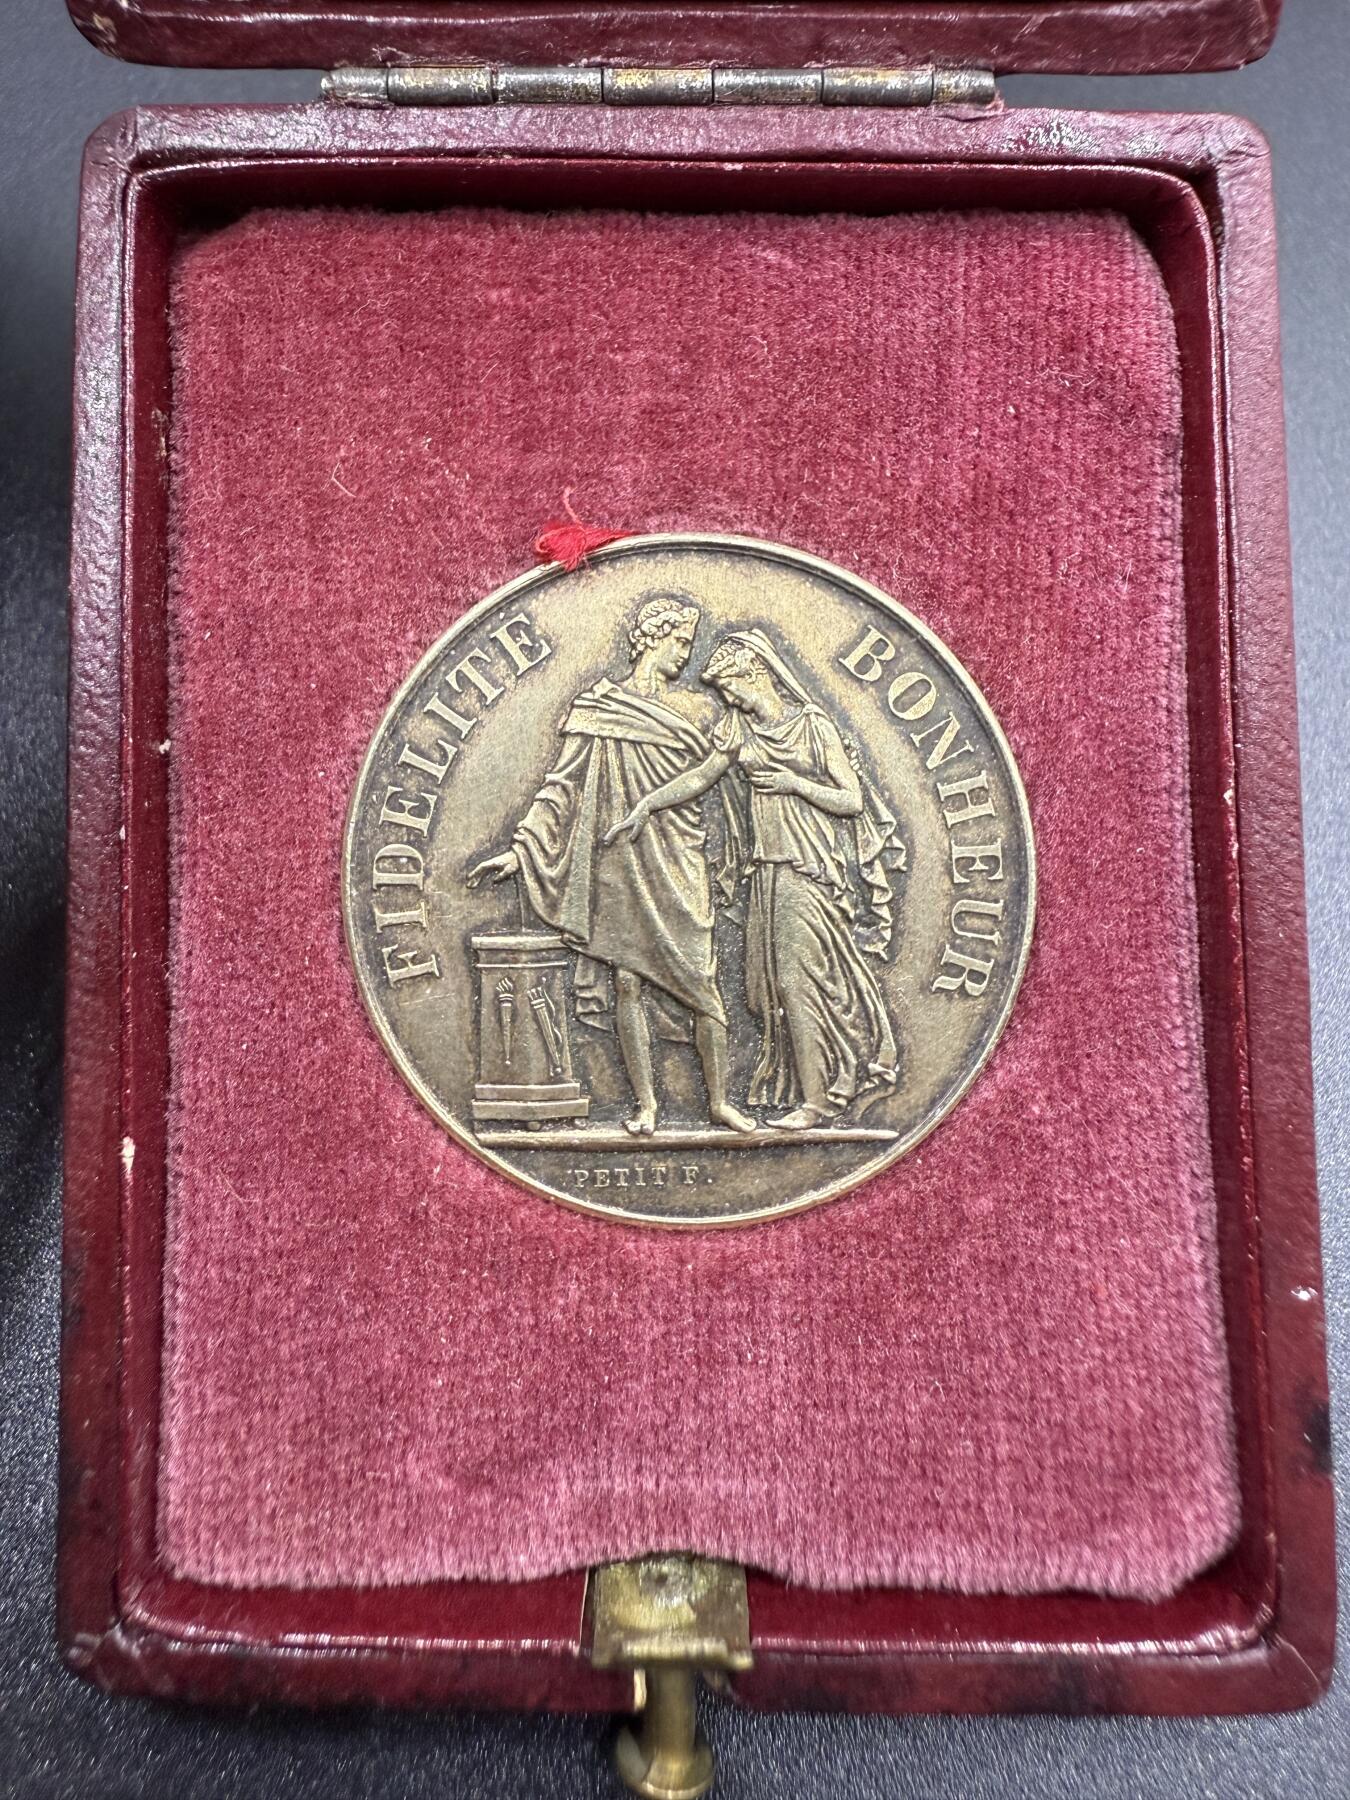 FIDÉLITÉ
BONHEUR
PETIT F.